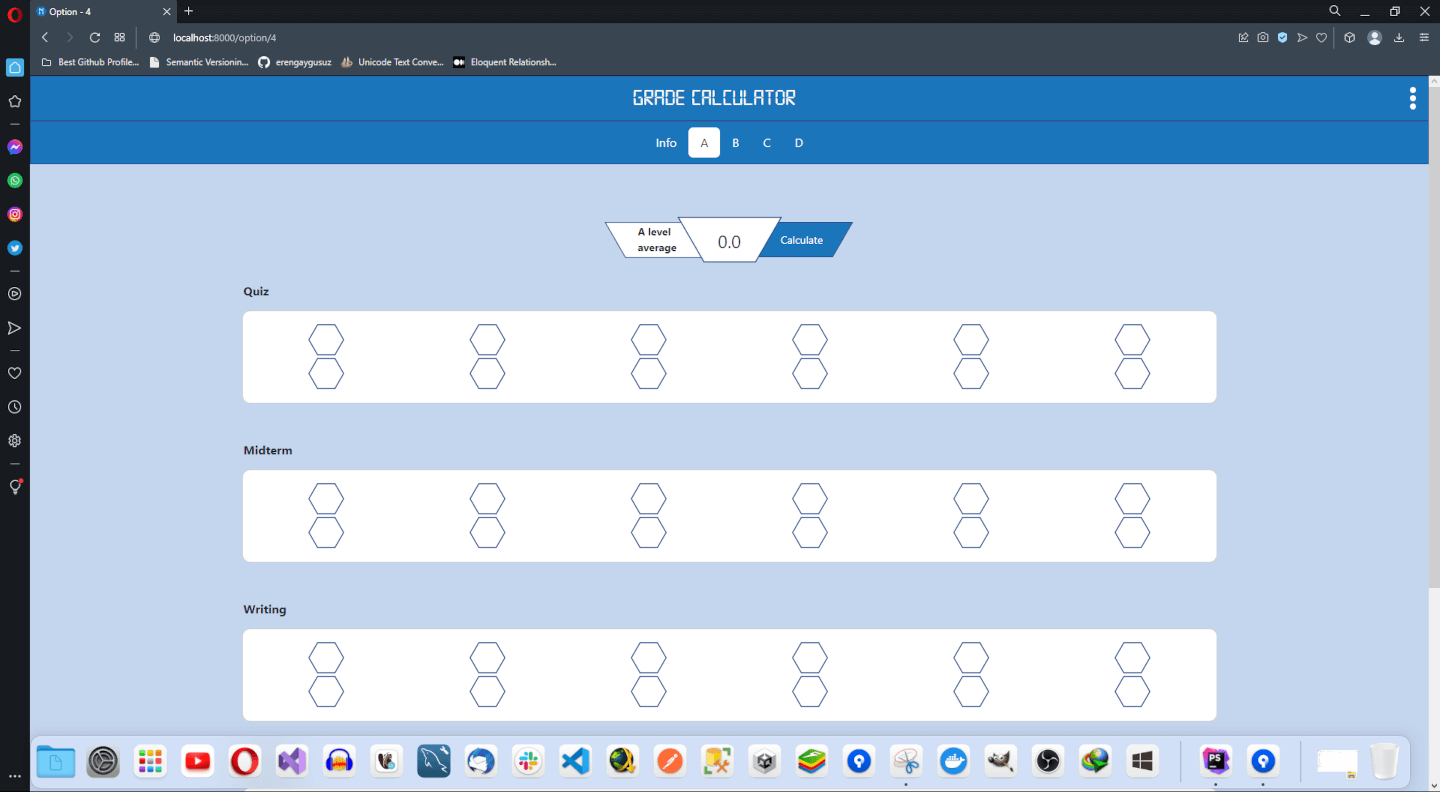 Option - 4
localhost:8000/option/4
Best Github Profile... Semantic Versionin... erengaygusuz Unicode Text Conve... Eloquent Relationsh...
GRADE CALCULATOR
Info A B C D
A level
average
0.0
Calculate
Quiz
Midterm
Writing
PS